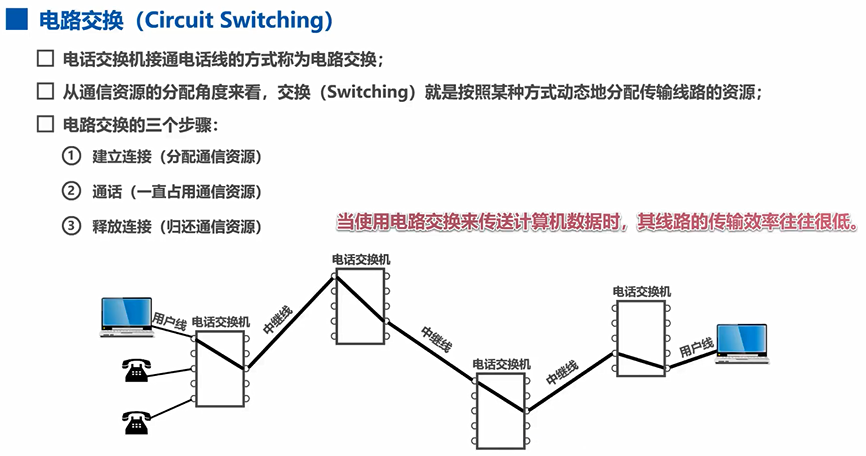 电路交换（Circuit Switching）
电话交换机接通电话线的方式称为电路交换；
从通信资源的分配角度来看，交换（Switching）就是按照某种方式动态地分配传输线路的资源；
电路交换的三个步骤：
① 建立连接（分配通信资源）
② 通话（一直占用通信资源）
③ 释放连接（归还通信资源）
当使用电路交换来传送计算机数据时，其线路的传输效率往往很低。
电话交换机
电话交换机
用户线
电话交换机
中继线
中继线
用户线
电话交换机
中继线